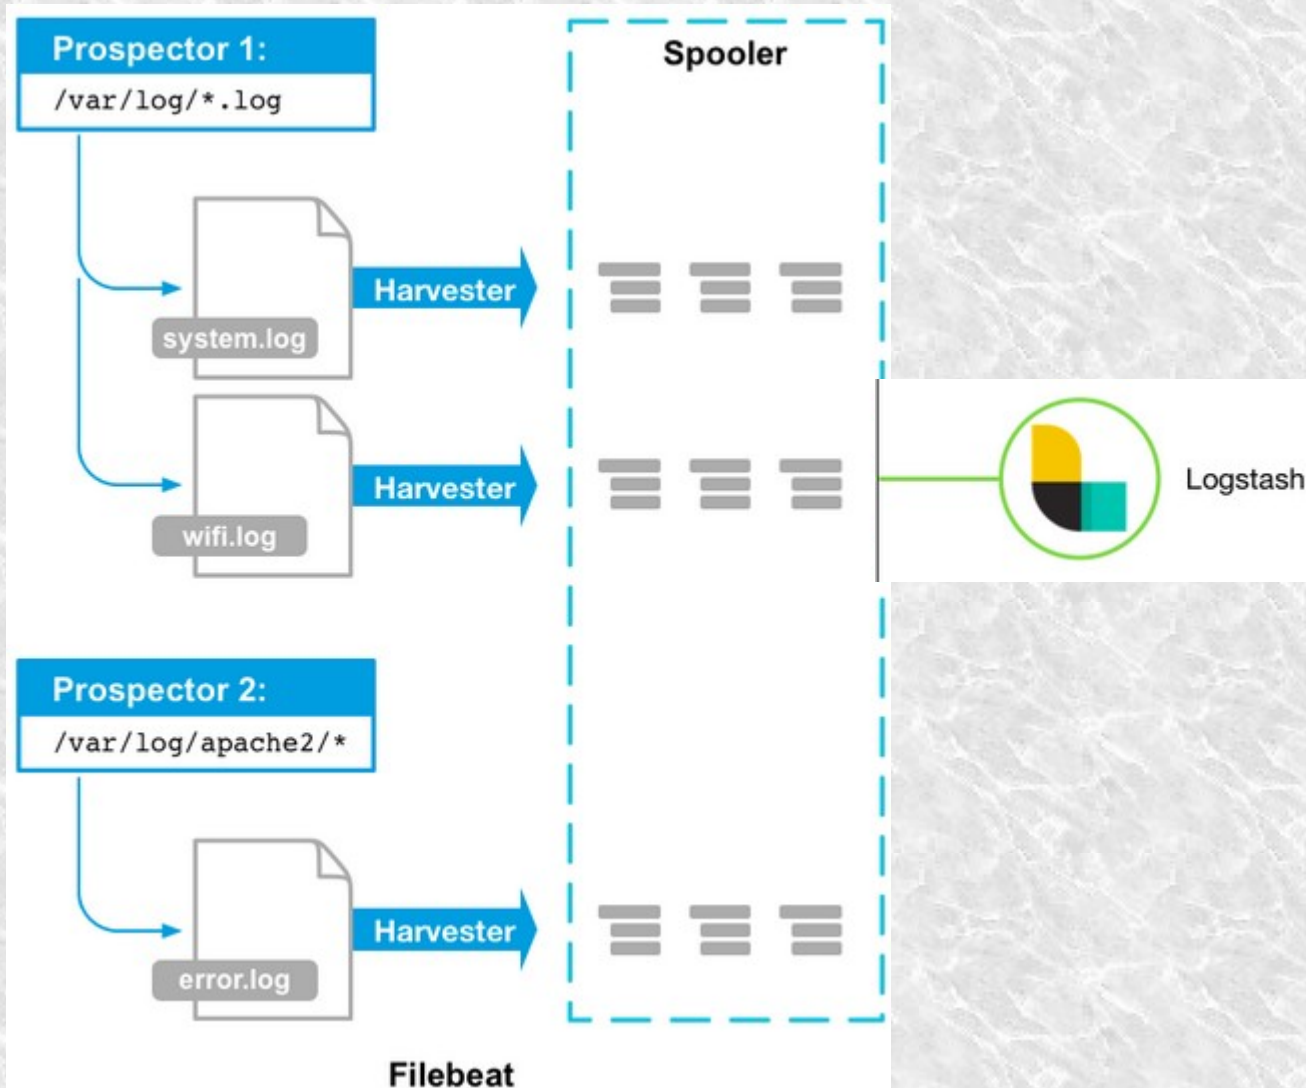 Prospector 1:
/var/log/*.log
Spooler
system.log
Harvester
wifi.log
Harvester
Logstash
Prospector 2:
/var/log/apache2/*
error.log
Harvester
Filebeat